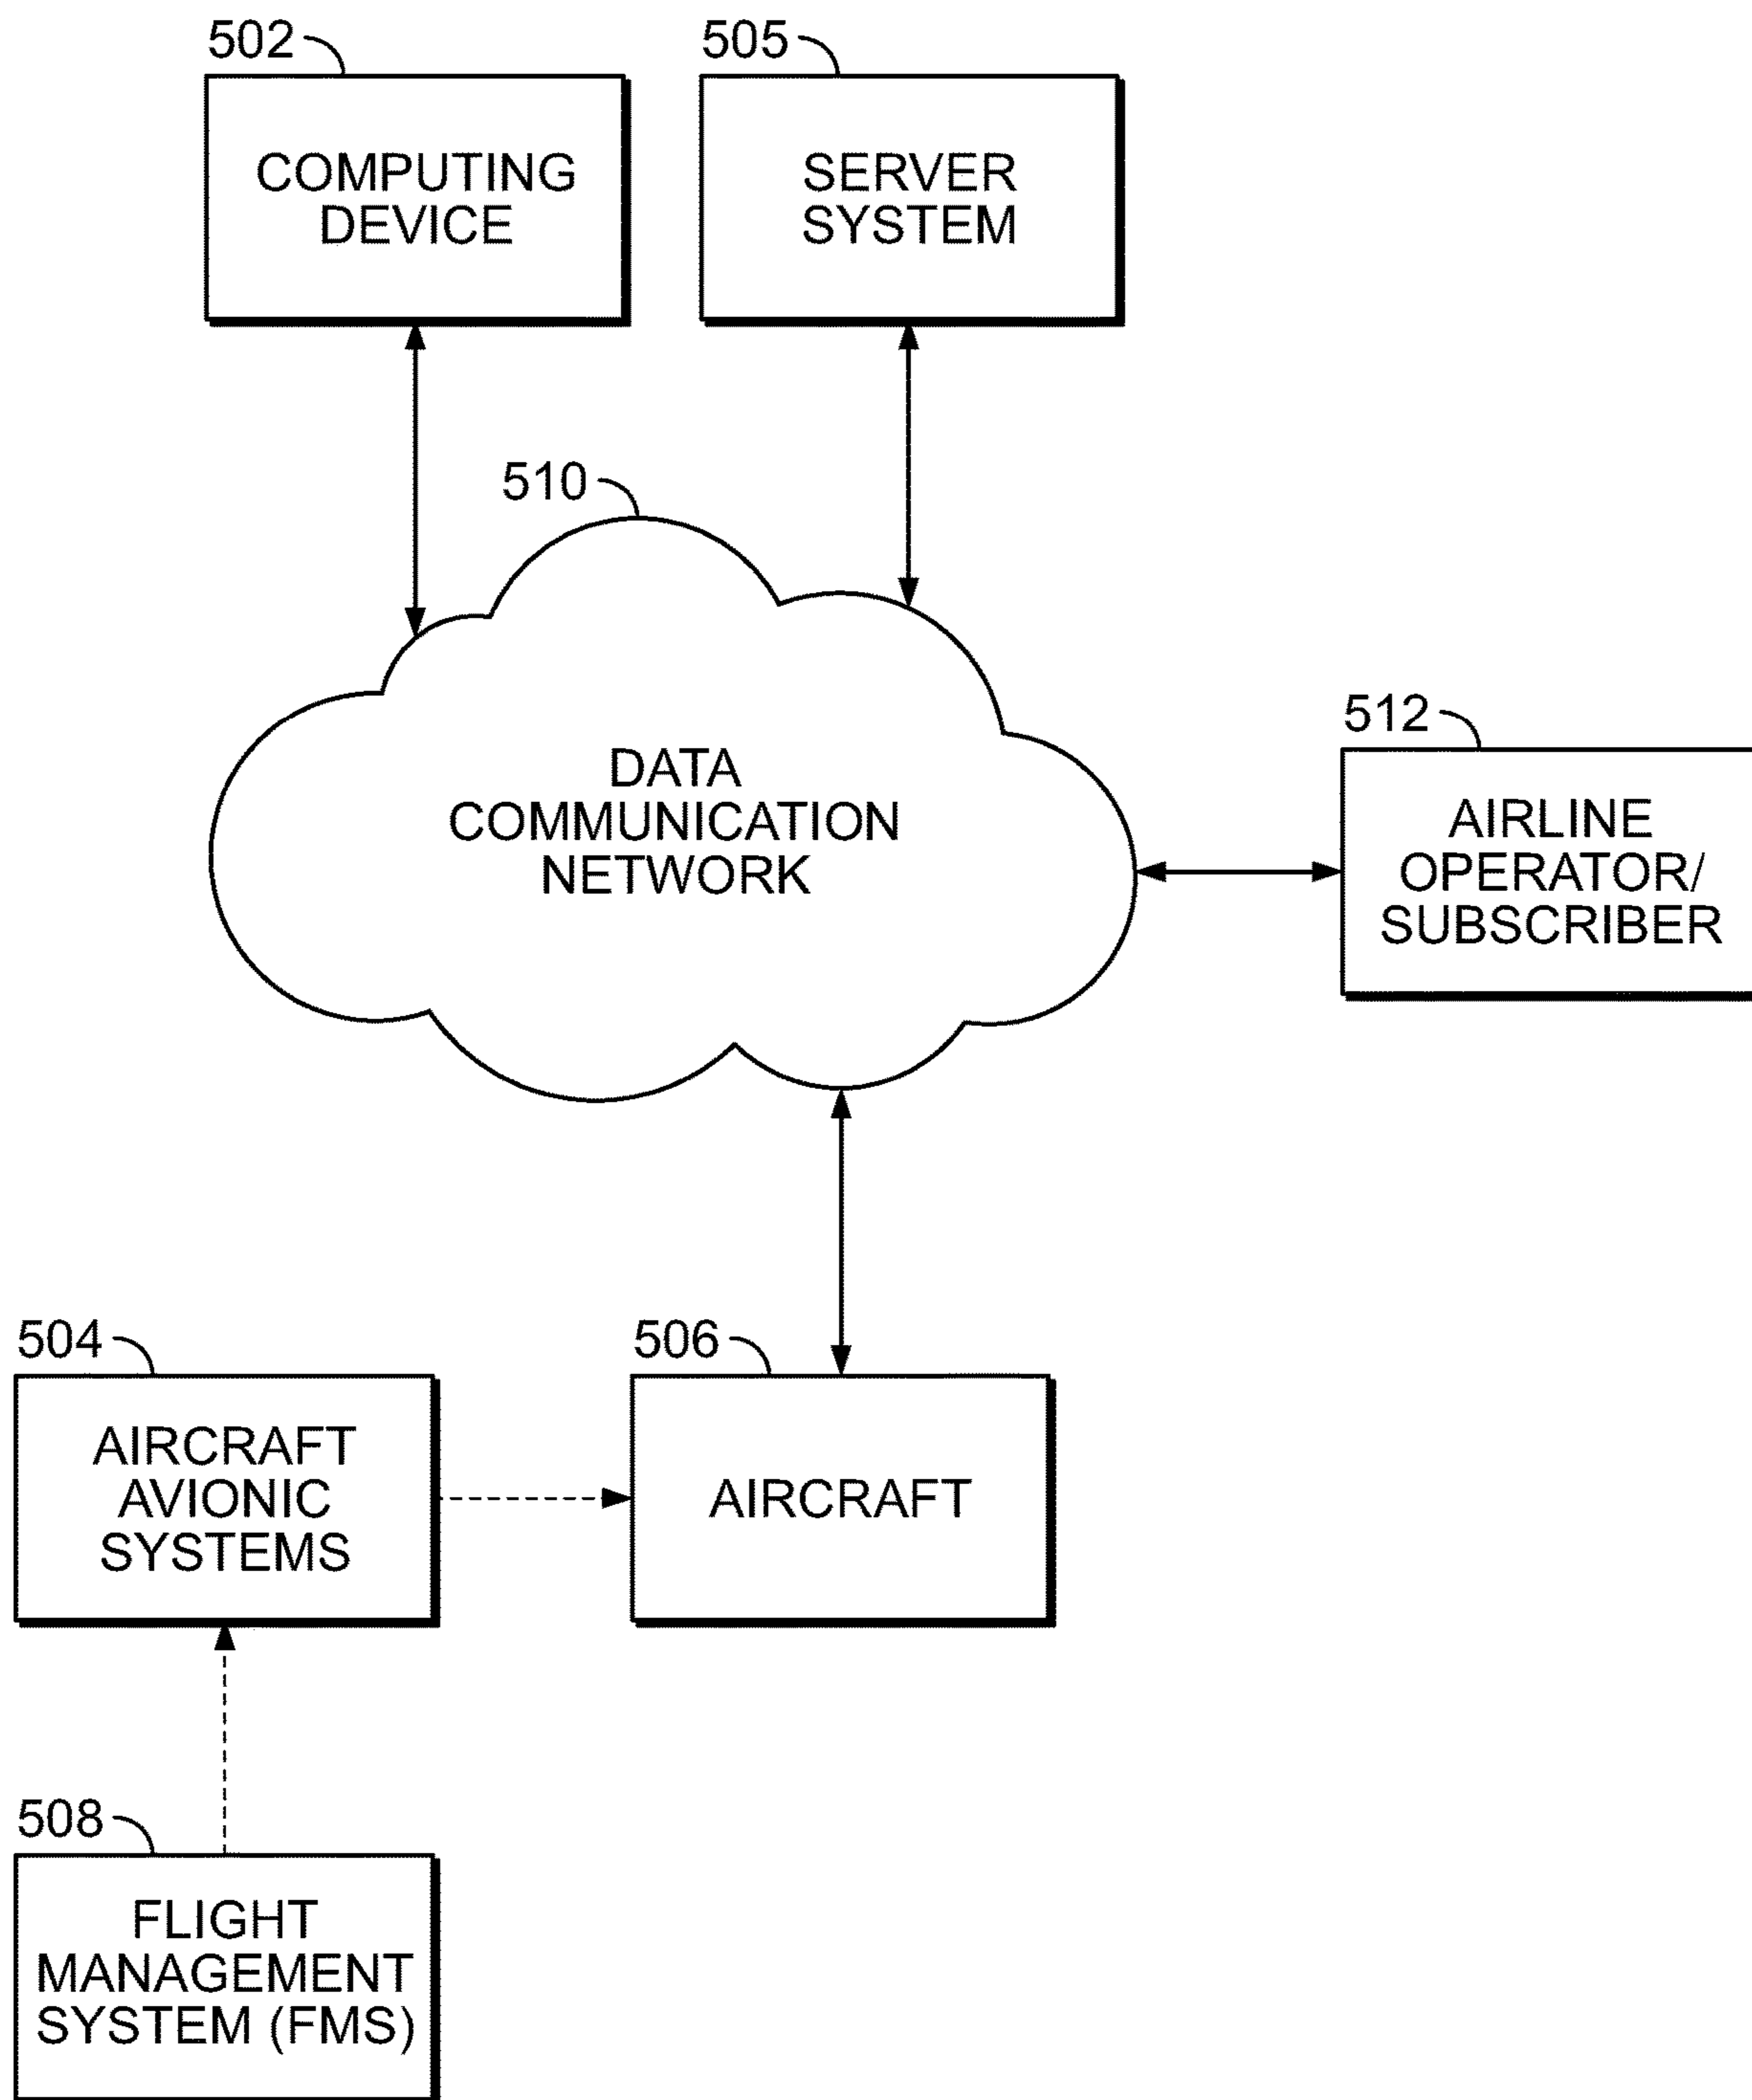 502
505
COMPUTING
DEVICE
SERVER
SYSTEM
510
DATA
COMMUNICATION
NETWORK
512
AIRLINE
OPERATOR/
SUBSCRIBER
504
506
AIRCRAFT
AVIONIC
SYSTEMS
AIRCRAFT
508
FLIGHT
MANAGEMENT
SYSTEM (FMS)